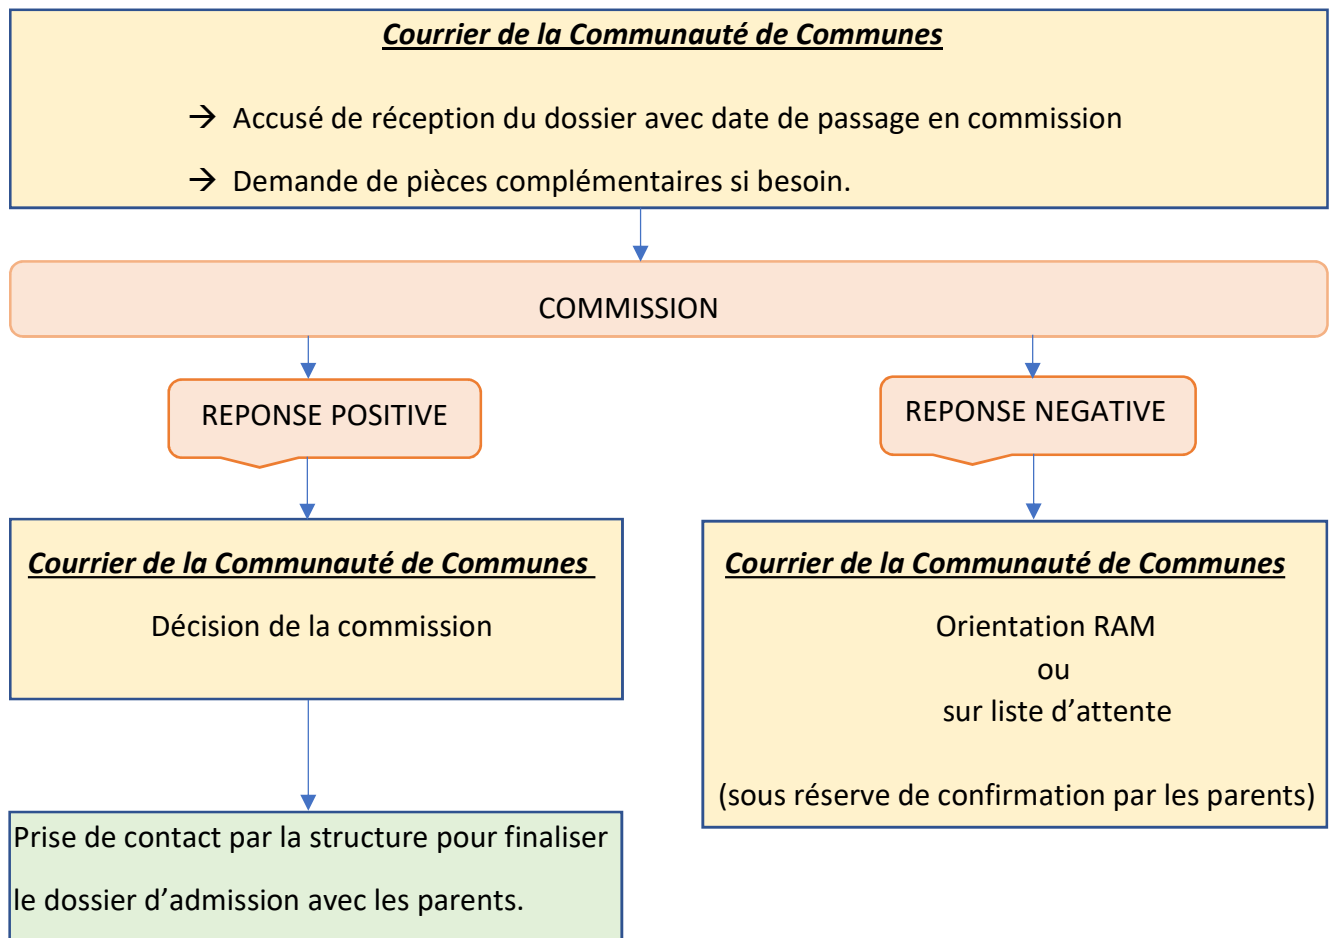 Courrier de la Communauté de Communes
→ Accusé de réception du dossier avec date de passage en commission
→ Demande de pièces complémentaires si besoin.
COMMISSION
REPONSE POSITIVE
REPONSE NEGATIVE
Courrier de la Communauté de Communes
Décision de la commission
Courrier de la Communauté de Communes
Orientation RAM
ou
sur liste d’attente
(sous réserve de confirmation par les parents)
Prise de contact par la structure pour finaliser
le dossier d’admission avec les parents.